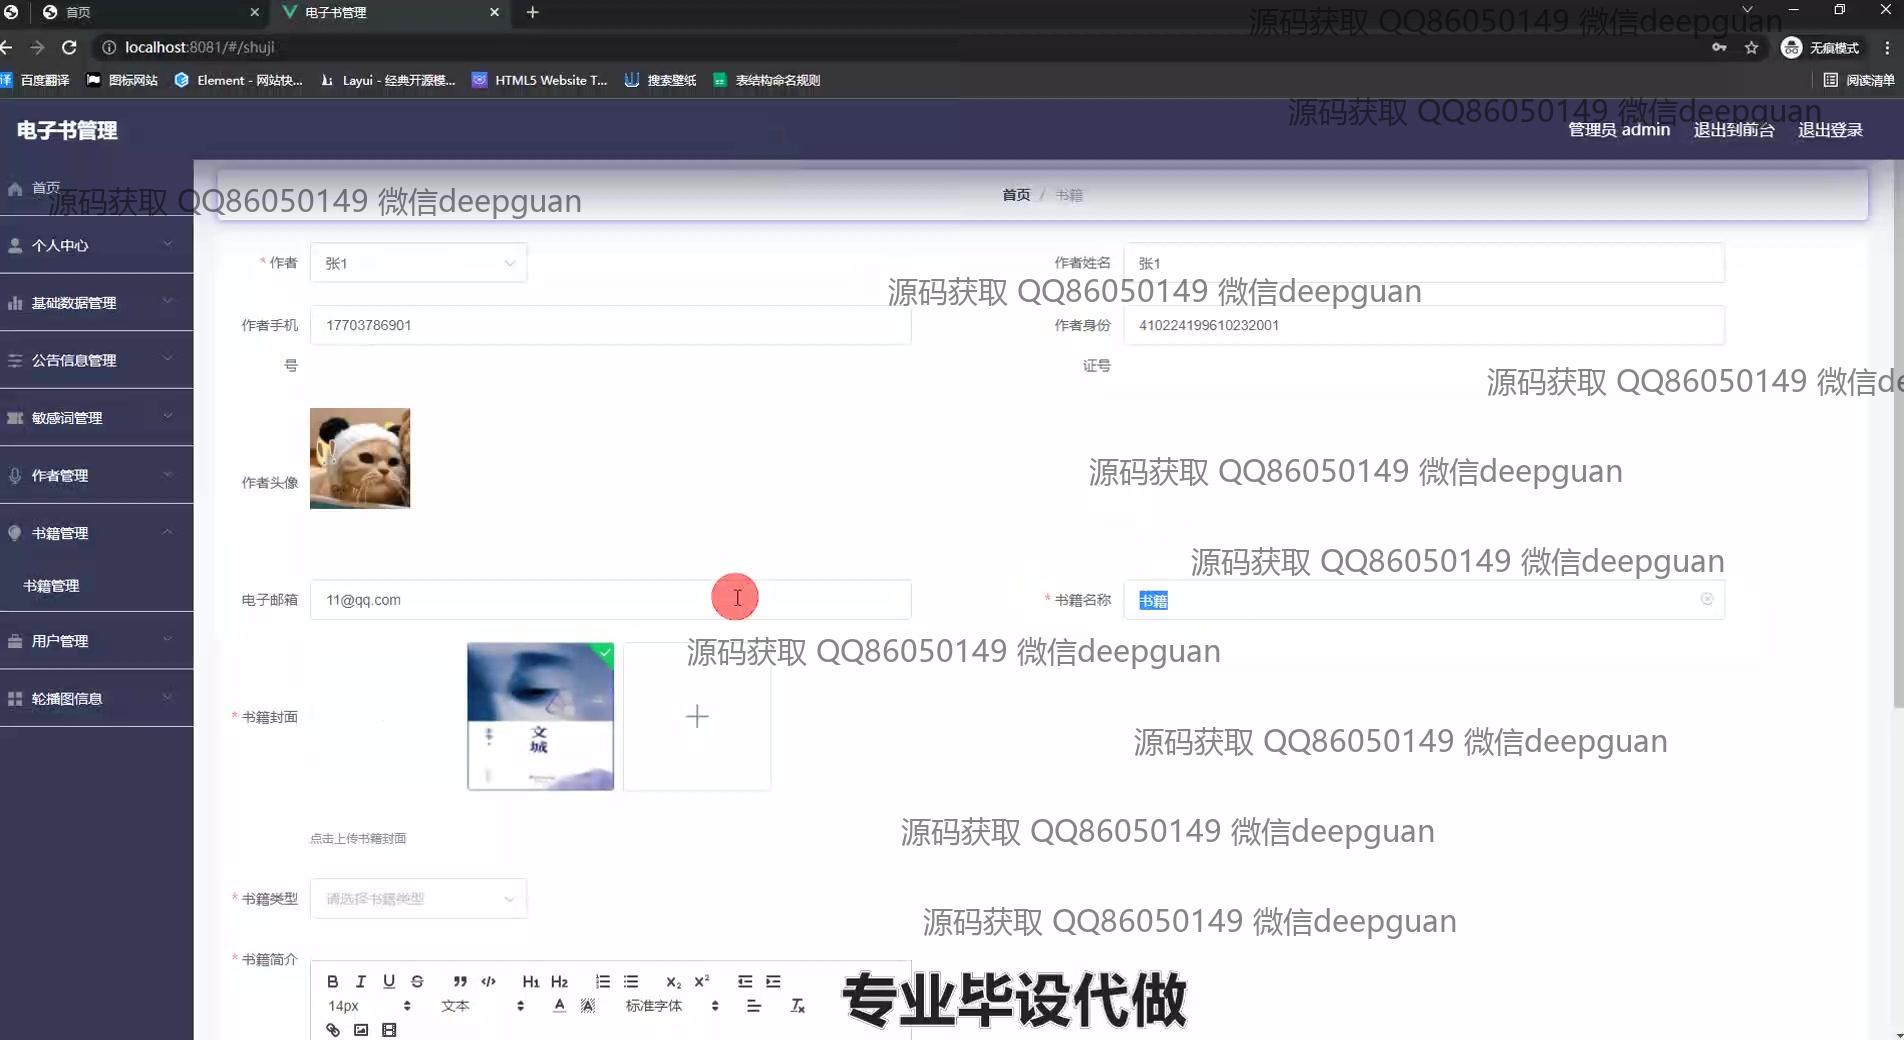 首页
电子书管理
源码获取 QQ86050149 微信deepguan
localhost:8081/#/shuji
无痕模式
译 百度翻译
图标网站
Element - 网站快...
Layui - 经典开源模...
HTML5 Website T...
搜索壁纸
表结构命名规则
阅读清单
源码获取 QQ86050149 微信deepguan
电子书管理
管理员 admin
退出到前台
退出登录
首页
源码获取 QQ86050149 微信deepguan
首页 / 书籍
个人中心
基础数据管理
公告信息管理
敏感词管理
作者管理
书籍管理
书籍管理
用户管理
轮播图信息
* 作者 张1
作者姓名 张1
源码获取 QQ86050149 微信deepguan
作者手机号 17703786901
作者身份证号 410224199610232001
源码获取 QQ86050149 微信de
作者头像
源码获取 QQ86050149 微信deepguan
源码获取 QQ86050149 微信deepguan
电子邮箱 11@qq.com
* 书籍名称 书籍
源码获取 QQ86050149 微信deepguan
* 书籍封面
文城
源码获取 QQ86050149 微信deepguan
点击上传书籍封面
源码获取 QQ86050149 微信deepguan
* 书籍类型 请选择书籍类型
源码获取 QQ86050149 微信deepguan
* 书籍简介
B I U S H1 H2 x2 x2
14px 文本 A A 标准字体
专业毕设代做